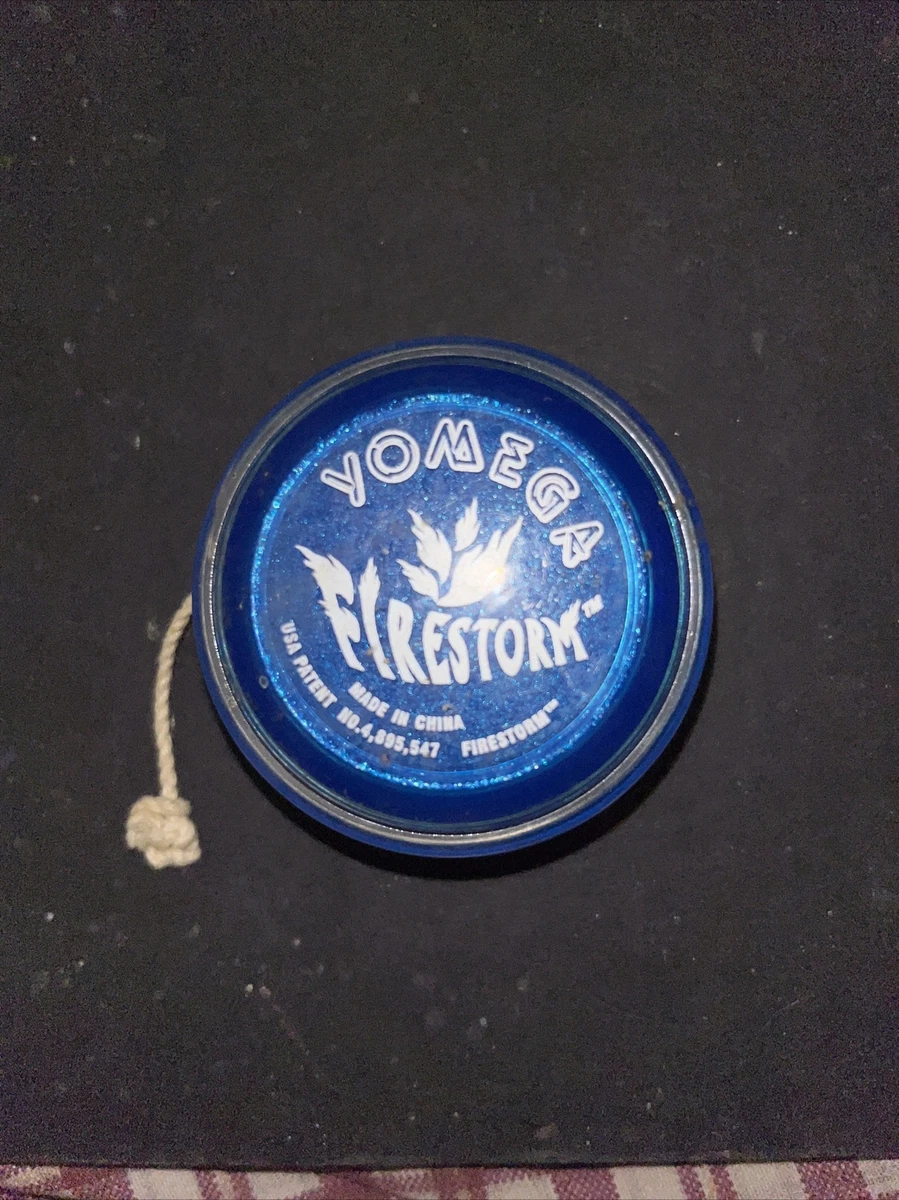 YOMEGA
FIRESTORM™
MADE IN CHINA
USA PATENT NO.4,895,547 FIRESTORM™